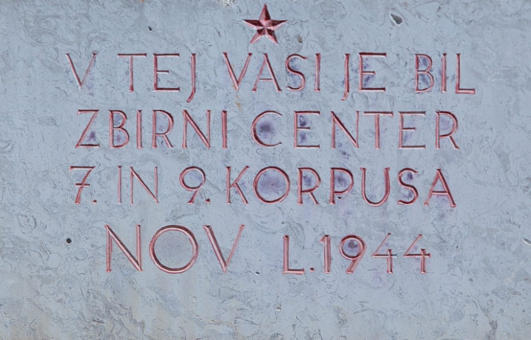 V TEJ VASI JE BIL
ZBIRNI CENTER
7. IN 9. KORPUSA
NOV L.1944